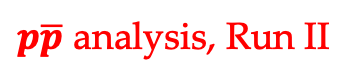 pp̅ analysis, Run II